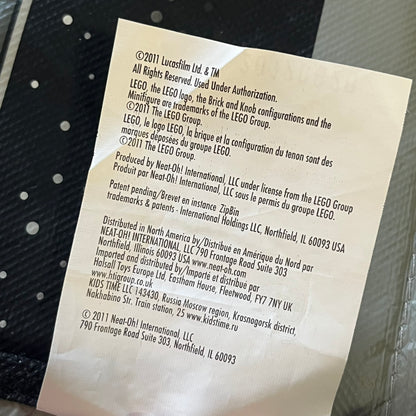 ©2011 Lucasfilm Ltd. & TM
All Rights Reserved. Used Under Authorization.
LEGO, the LEGO logo, the Brick and Knob configurations and the
Minifigure are trademarks of the LEGO Group.
©2011 The LEGO Group.
LEGO, le logo LEGO, la brique et la configuration du tenon sont des
marques déposées du groupe LEGO.
©2011 The LEGO Group.
Produced by Neat-Oh! International, LLC under license from the LEGO Group
Produit par Neat-Oh! International, LLC sous le permis du groupe LEGO.
Patent pending/Brevet en instance ZipBin
trademarks & patents - International Holdings LLC, Northfield, IL 60093 USA
Distributed in North America by/Distribué en Amérique du Nord par
NEAT-OH! INTERNATIONAL LLC 790 Frontage Road Suite 303
Northfield, Illinois 60093 USA www.neat-oh.com
Imported and distributed by/Importe et distribué par
Halsall Toys Europe Ltd. Eastham House, Fleetwood, FY7 7NY UK
www.htigroup.co.uk
KIDS TIME LLC 143430, Russia Moscow region, Krasnogorsk district,
Nakhabino Str. Train station, 25 www.kidstime.ru
© 2011 Neat-Oh! International, LLC
790 Frontage Road Suite 303, Northfield, IL 60093